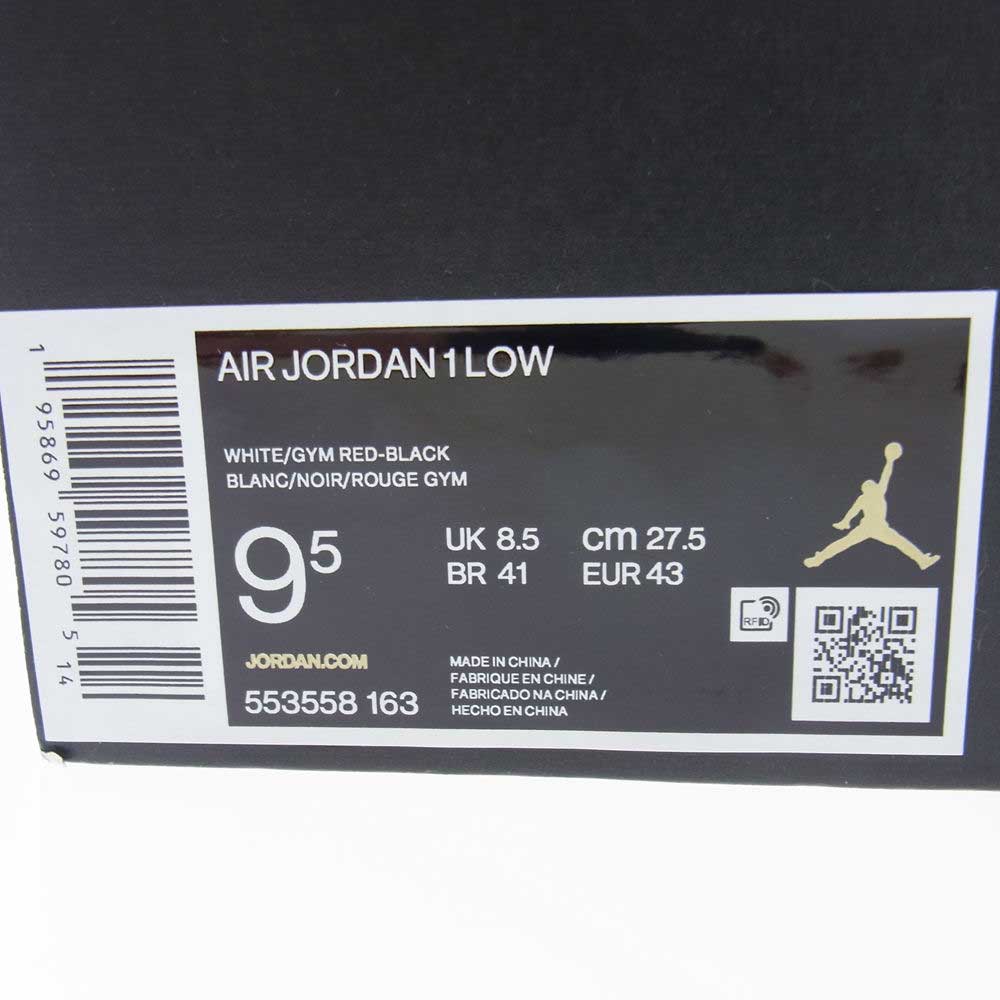 AIR JORDAN 1 LOW
WHITE/GYM RED-BLACK
BLANC/NOIR/ROUGE GYM
9 5
UK 8.5 cm 27.5
BR 41 EUR 43
JORDAN.COM
553558 163
MADE IN CHINA /
FABRIQUE EN CHINE /
FABRICADO NA CHINA /
HECHO EN CHINA
RFID
1 95869 59780 5 14